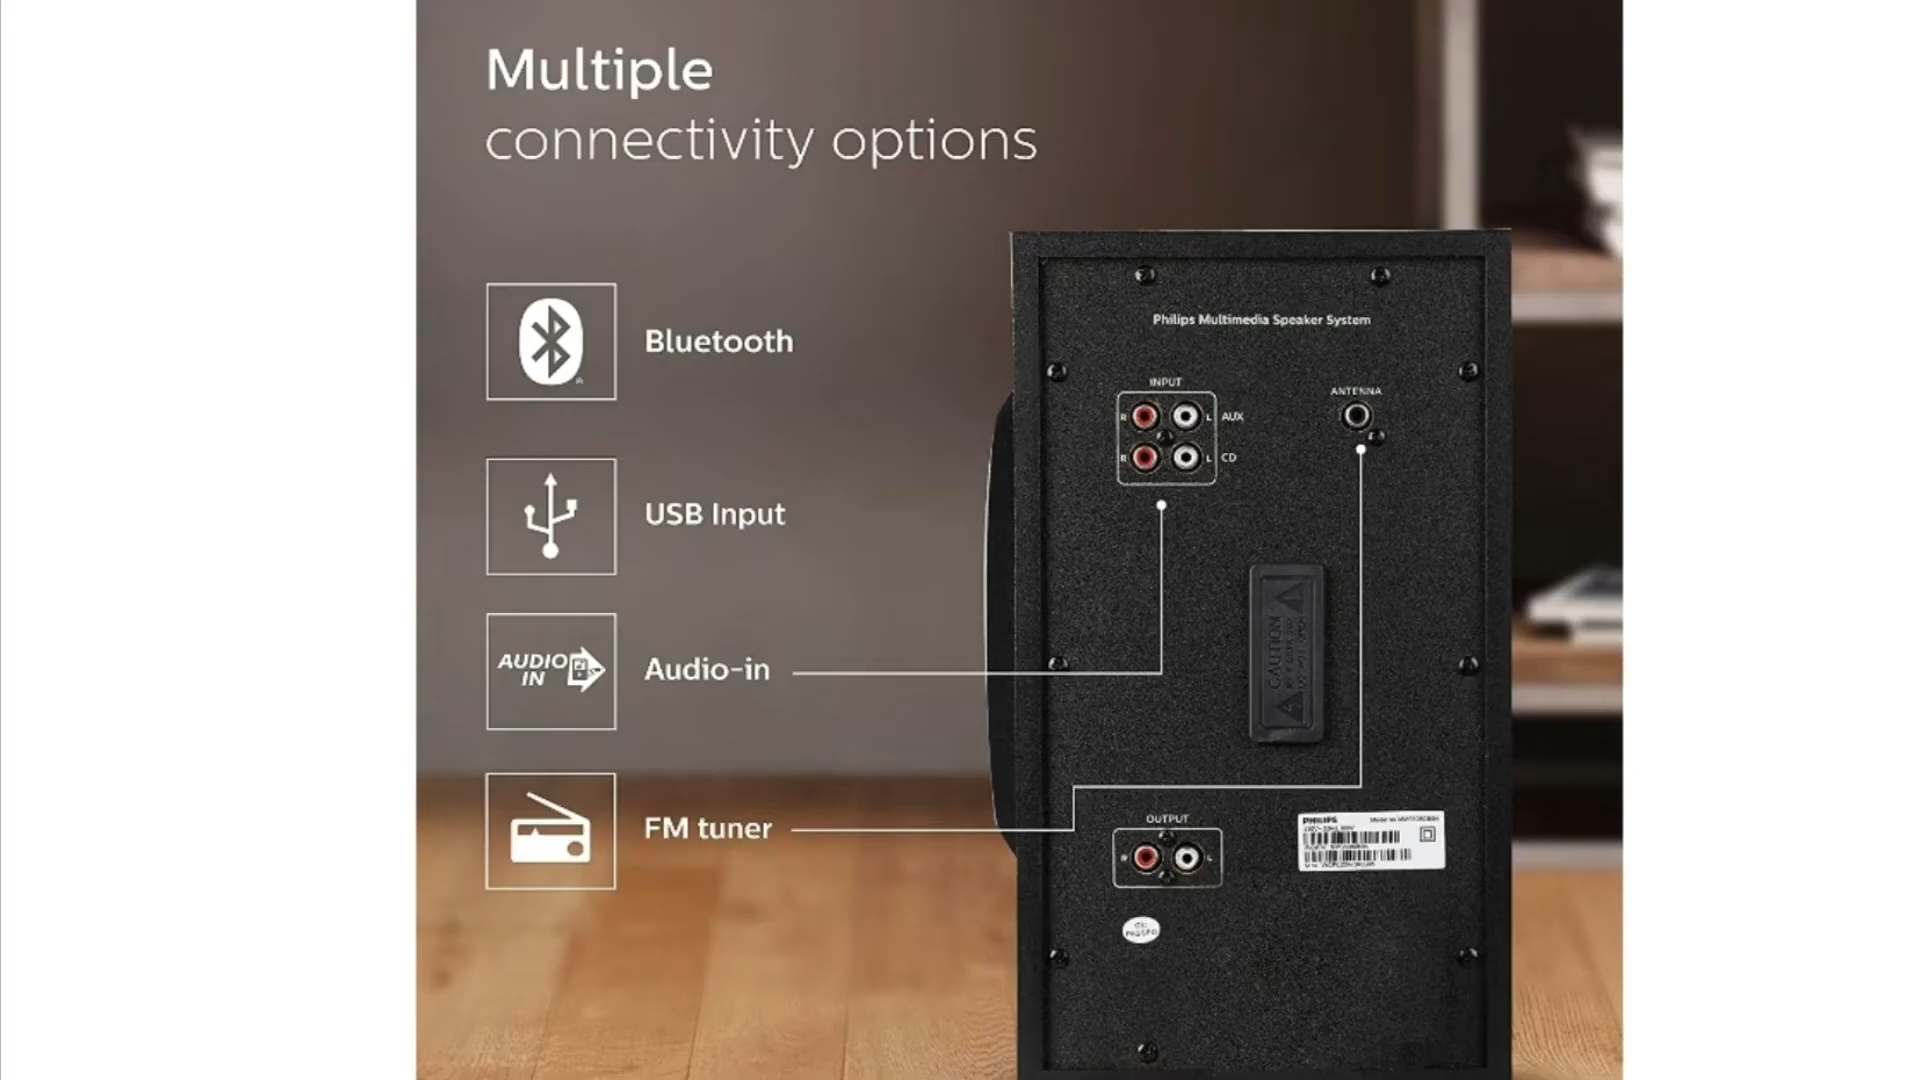 Multiple
connectivity options
Bluetooth
USB Input
AUDIO
IN
Audio-in
FM tuner
Philips Multimedia Speaker System
INPUT
ANTENNA
R
L
AUX
R
L
CD
CAUTION
OUTPUT
R
L
PHILIPS